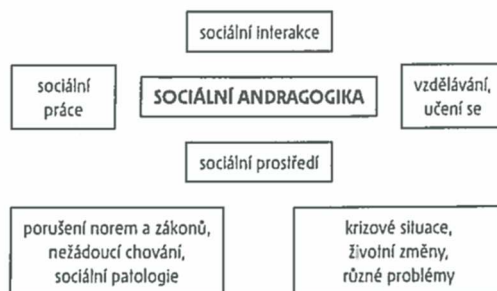 sociální interakce
sociální
práce
SOCIÁLNÍ ANDRAGOGIKA
vzdělávání,
učení se
sociální prostředí
porušení norem a zákonů,
nežádoucí chování,
sociální patologie
krizové situace,
životní změny,
různé problémy